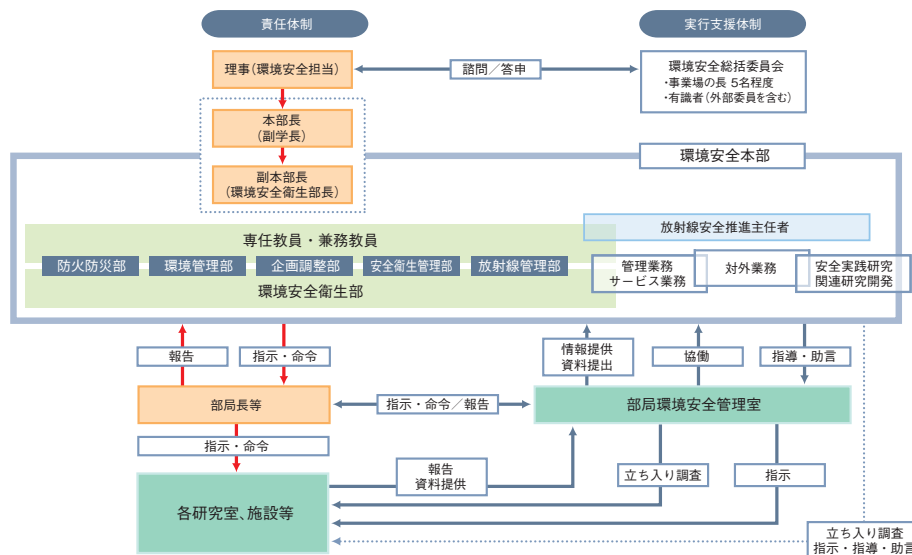 責任体制
実行支援体制
理事(環境安全担当)
諮問／答申
環境安全総括委員会
・事業場の長 5名程度
・有識者(外部委員を含む)
本部長
(副学長)
環境安全本部
副本部長
(環境安全衛生部長)
放射線安全推進主任者
専任教員・兼務教員
防火防災部
環境管理部
企画調整部
安全衛生管理部
放射線管理部
管理業務
サービス業務
対外業務
安全実践研究
関連研究開発
環境安全衛生部
報告
指示・命令
情報提供
資料提出
協働
指導・助言
部局長等
指示・命令／報告
部局環境安全管理室
指示・命令
報告
資料提供
立ち入り調査
指示
各研究室、施設等
立ち入り調査
指示・指導・助言